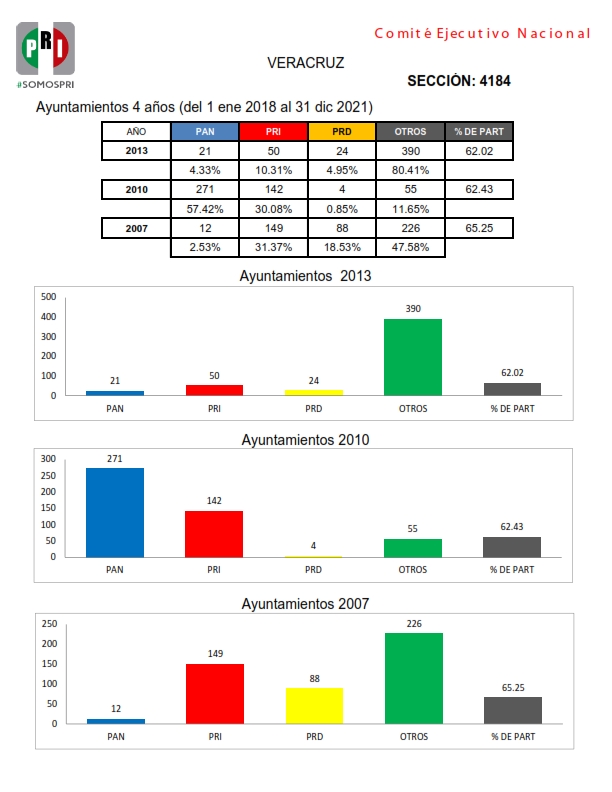 Comité Ejecutivo Nacional
PRI
#SOMOSPRI
VERACRUZ
SECCIÓN: 4184
Ayuntamientos 4 años (del 1 ene 2018 al 31 dic 2021)
AÑO PAN PRI PRD OTROS % DE PART
2013 21 50 24 390 62.02
4.33% 10.31% 4.95% 80.41%
2010 271 142 4 55 62.43
57.42% 30.08% 0.85% 11.65%
2007 12 149 88 226 65.25
2.53% 31.37% 18.53% 47.58%
Ayuntamientos 2013
500
400
300
200
100
0
21 50 24 390 62.02
PAN PRI PRD OTROS % DE PART
Ayuntamientos 2010
300
250
200
150
100
50
0
271 142 4 55 62.43
PAN PRI PRD OTROS % DE PART
Ayuntamientos 2007
250
200
150
100
50
0
12 149 88 226 65.25
PAN PRI PRD OTROS % DE PART